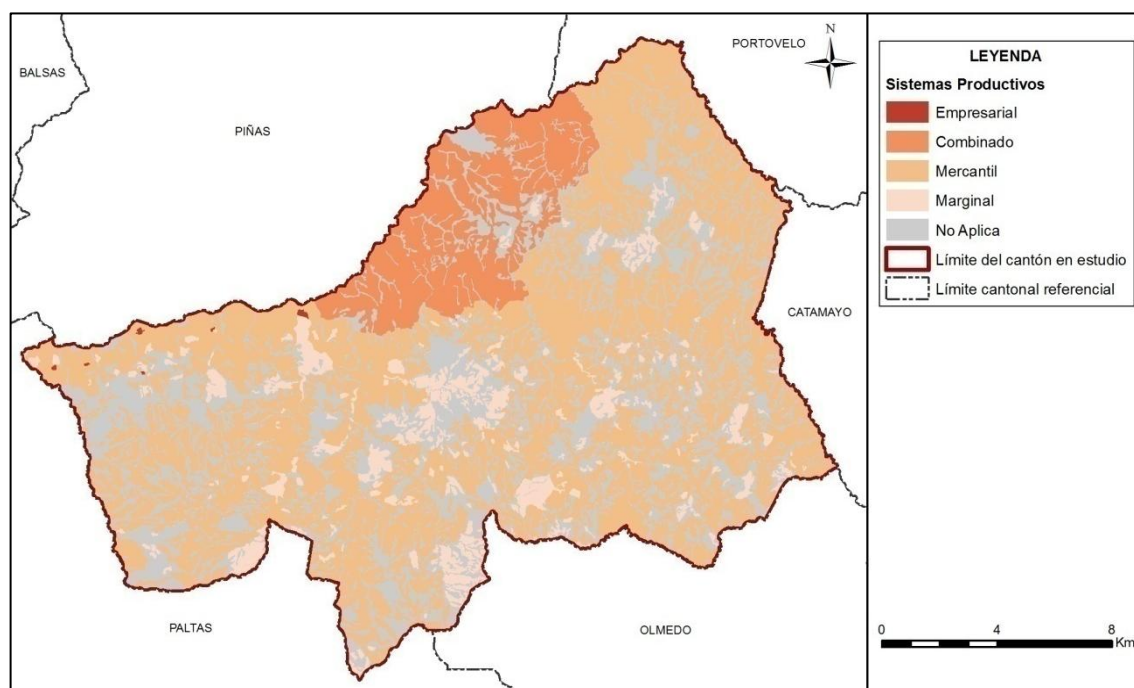 PORTOVELO
N
BALSAS
PIÑAS
CATAMAYO
PALTAS
OLMEDO
LEYENDA
Sistemas Productivos
Empresarial
Combinado
Mercantil
Marginal
No Aplica
Límite del cantón en estudio
Límite cantonal referencial
0 4 8
Km